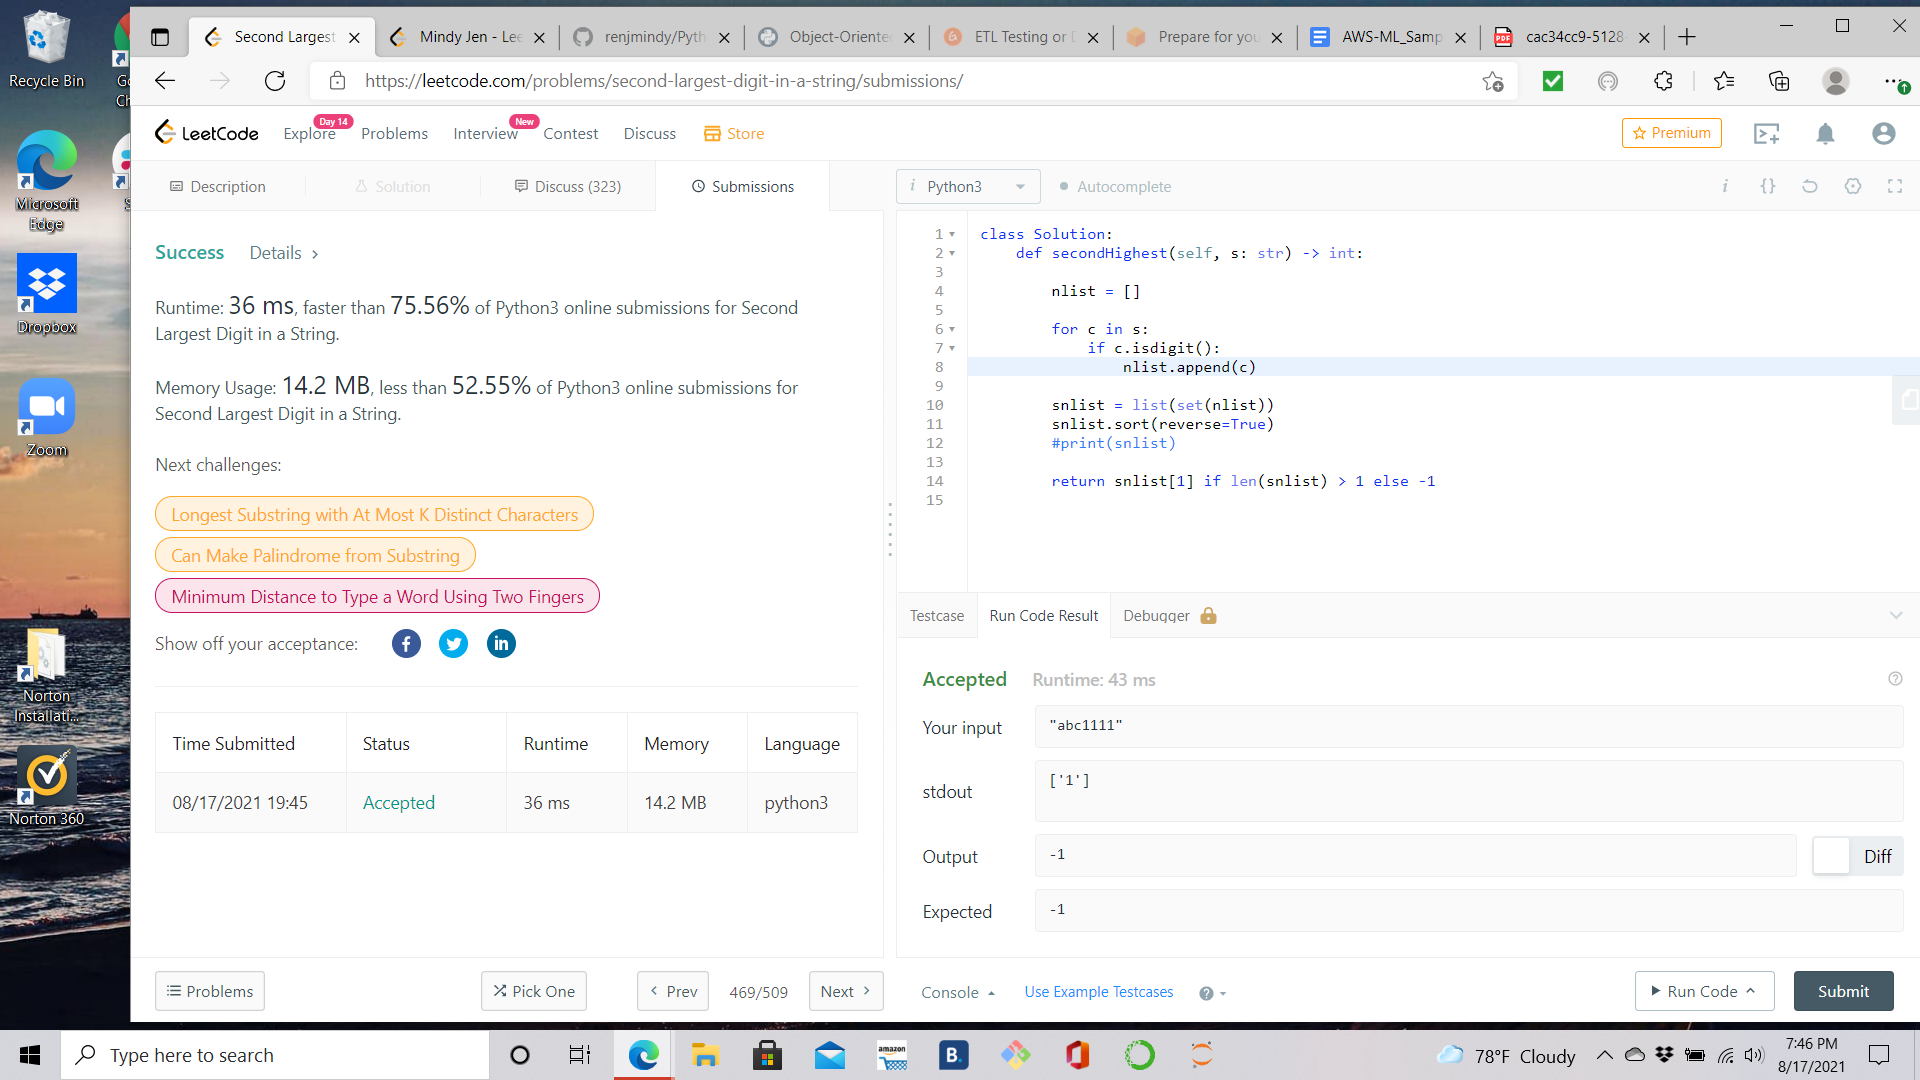 Recycle Bin
Microsoft
Edge
Dropbox
Zoom
Norton
Installati...
Norton 360
Second Largest
Mindy Jen - Lee
renjmindy/Pyth
Object-Oriented
ETL Testing or D
Prepare for you
AWS-ML_Samp
cac34cc9-5128-
https://leetcode.com/problems/second-largest-digit-in-a-string/submissions/
LeetCode
Explore
Day 14
Problems
Interview
New
Contest
Discuss
Store
Premium
Description
Solution
Discuss (323)
Submissions
Python3
Autocomplete
Success
Details >
Runtime: 36 ms, faster than 75.56% of Python3 online submissions for Second
Largest Digit in a String.
Memory Usage: 14.2 MB, less than 52.55% of Python3 online submissions for
Second Largest Digit in a String.
Next challenges:
Longest Substring with At Most K Distinct Characters
Can Make Palindrome from Substring
Minimum Distance to Type a Word Using Two Fingers
Show off your acceptance:
Time Submitted Status Runtime Memory Language
08/17/2021 19:45 Accepted 36 ms 14.2 MB python3
Problems
Pick One
< Prev
469/509
Next >
1 class Solution:
2 def secondHighest(self, s: str) -> int:
3
4 nlist = []
5
6 for c in s:
7 if c.isdigit():
8 nlist.append(c)
9
10 snlist = list(set(nlist))
11 snlist.sort(reverse=True)
12 #print(snlist)
13
14 return snlist[1] if len(snlist) > 1 else -1
15
Testcase
Run Code Result
Debugger
Accepted
Runtime: 43 ms
Your input
"abc1111"
stdout
['1']
Output
-1
Diff
Expected
-1
Console
Use Example Testcases
Run Code
Submit
Type here to search
amazon
B.
78°F Cloudy
7:46 PM
8/17/2021